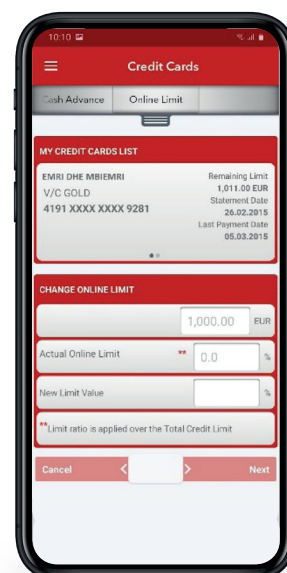 10:10
Credit Cards
Cash Advance Online Limit
MY CREDIT CARDS LIST
EMRI DHE MBIEMRI
V/C GOLD
4191 XXXX XXXX 9281
Remaining Limit
1,011.00 EUR
Statement Date
26.02.2015
Last Payment Date
05.03.2015
CHANGE ONLINE LIMIT
1,000.00 EUR
Actual Online Limit ** 0.0 %
New Limit Value %
**Limit ratio is applied over the Total Credit Limit
Cancel < > Next